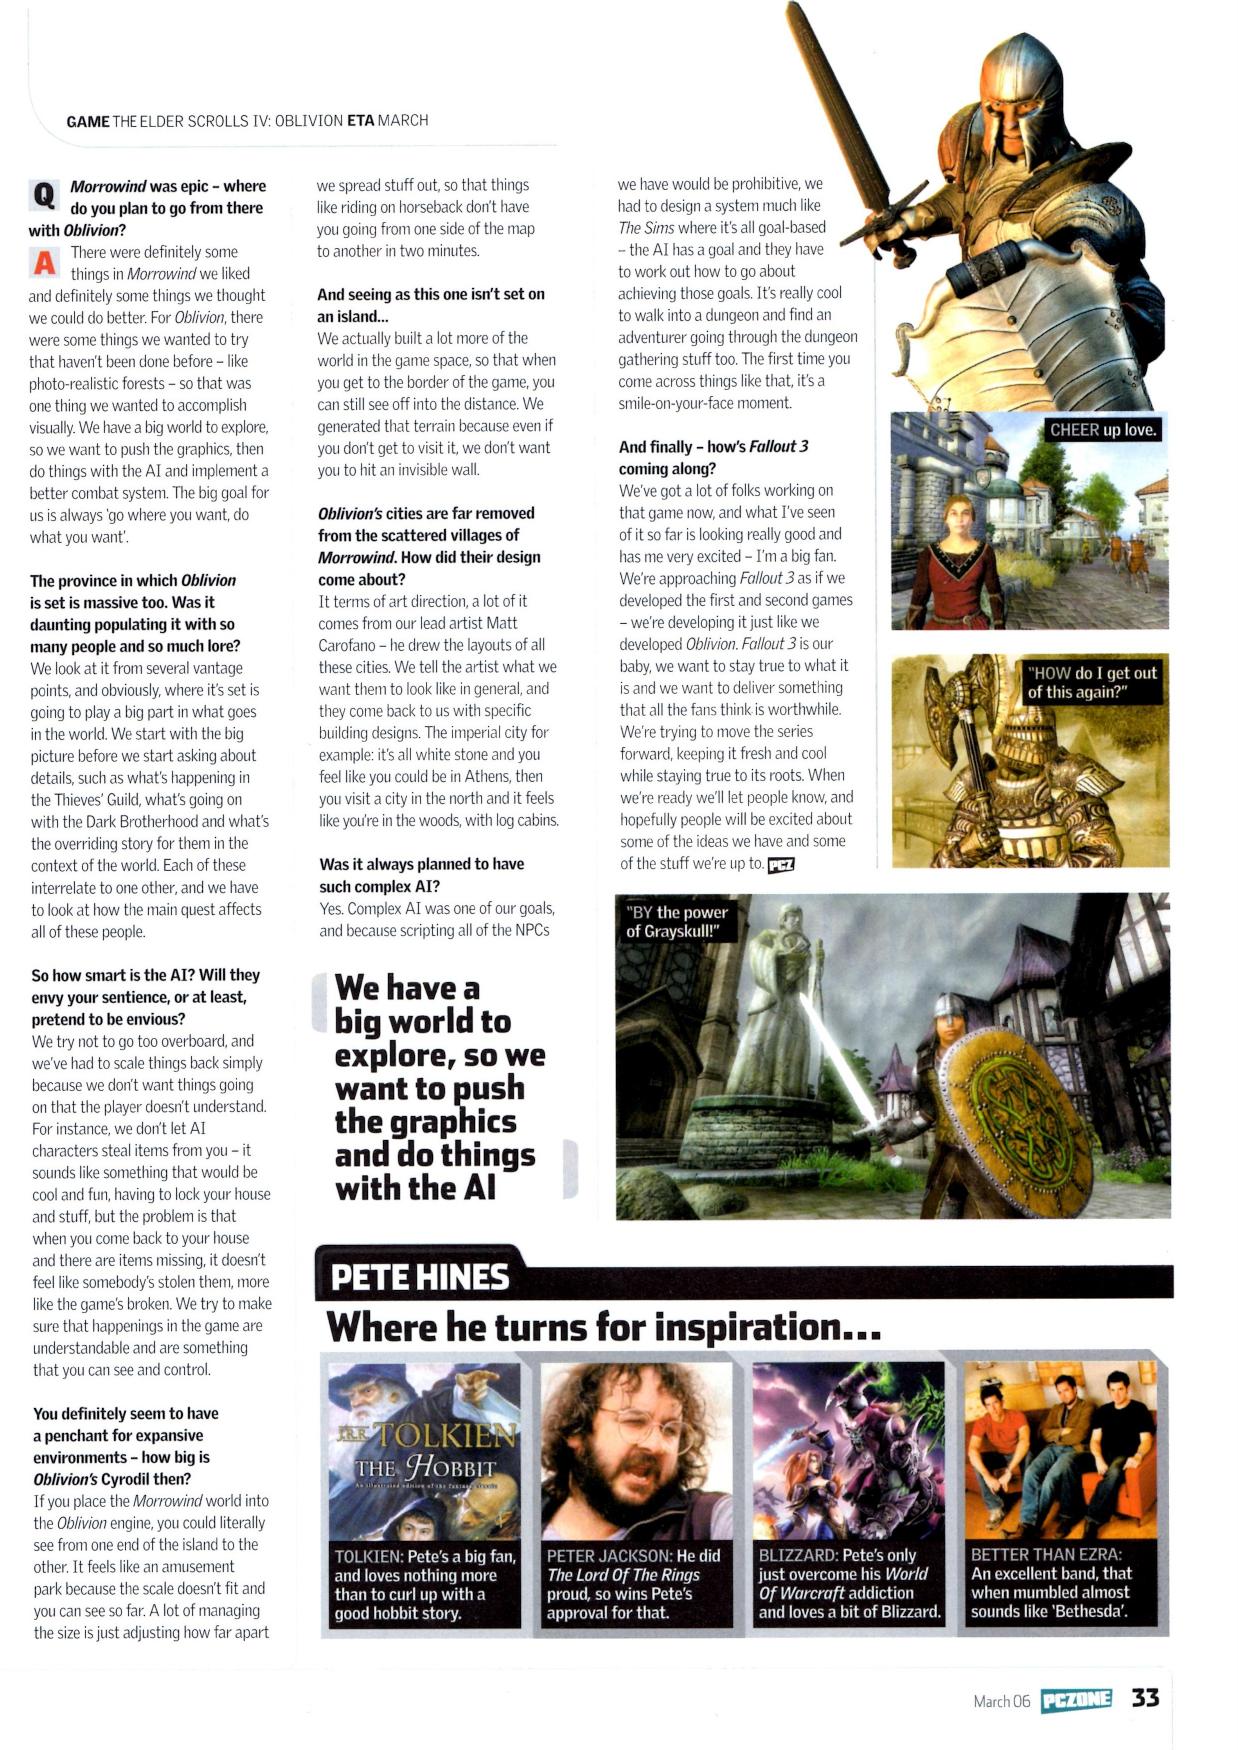 GAME THE ELDER SCROLLS IV: OBLIVION ETA MARCH
Q Morrowind was epic – where
do you plan to go from there
with Oblivion?
A There were definitely some
things in Morrowind we liked
and definitely some things we thought
we could do better. For Oblivion, there
were some things we wanted to try
that haven't been done before – like
photo-realistic forests – so that was
one thing we wanted to accomplish
visually. We have a big world to explore,
so we want to push the graphics, then
do things with the AI and implement a
better combat system. The big goal for
us is always 'go where you want, do
what you want'.
The province in which Oblivion
is set is massive too. Was it
daunting populating it with so
many people and so much lore?
We look at it from several vantage
points, and obviously, where it's set is
going to play a big part in what goes
in the world. We start with the big
picture before we start asking about
details, such as what's happening in
the Thieves' Guild, what's going on
with the Dark Brotherhood and what's
the overriding story for them in the
context of the world. Each of these
interrelate to one other, and we have
to look at how the main quest affects
all of these people.
So how smart is the AI? Will they
envy your sentience, or at least,
pretend to be envious?
We try not to go too overboard, and
we've had to scale things back simply
because we don't want things going
on that the player doesn't understand.
For instance, we don't let AI
characters steal items from you – it
sounds like something that would be
cool and fun, having to lock your house
and stuff, but the problem is that
when you come back to your house
and there are items missing, it doesn't
feel like somebody's stolen them, more
like the game's broken. We try to make
sure that happenings in the game are
understandable and are something
that you can see and control.
You definitely seem to have
a penchant for expansive
environments – how big is
Oblivion's Cyrodil then?
If you place the Morrowind world into
the Oblivion engine, you could literally
see from one end of the island to the
other. It feels like an amusement
park because the scale doesn't fit and
you can see so far. A lot of managing
the size is just adjusting how far apart
we spread stuff out, so that things
like riding on horseback don't have
you going from one side of the map
to another in two minutes.
And seeing as this one isn't set on
an island...
We actually built a lot more of the
world in the game space, so that when
you get to the border of the game, you
can still see off into the distance. We
generated that terrain because even if
you don't get to visit it, we don't want
you to hit an invisible wall.
Oblivion's cities are far removed
from the scattered villages of
Morrowind. How did their design
come about?
It terms of art direction, a lot of it
comes from our lead artist Matt
Carofano – he drew the layouts of all
these cities. We tell the artist what we
want them to look like in general, and
they come back to us with specific
building designs. The imperial city for
example: it's all white stone and you
feel like you could be in Athens, then
you visit a city in the north and it feels
like you're in the woods, with log cabins.
Was it always planned to have
such complex AI?
Yes. Complex AI was one of our goals,
and because scripting all of the NPCs
We have a
big world to
explore, so we
want to push
the graphics
and do things
with the AI
we have would be prohibitive, we
had to design a system much like
The Sims where it's all goal-based
– the AI has a goal and they have
to work out how to go about
achieving those goals. It's really cool
to walk into a dungeon and find an
adventurer going through the dungeon
gathering stuff too. The first time you
come across things like that, it's a
smile-on-your-face moment.
And finally – how's Fallout 3
coming along?
We've got a lot of folks working on
that game now, and what I've seen
of it so far is looking really good and
has me very excited – I'm a big fan.
We're approaching Fallout 3 as if we
developed the first and second games
– we're developing it just like we
developed Oblivion. Fallout 3 is our
baby, we want to stay true to what it
is and we want to deliver something
that all the fans think is worthwhile.
We're trying to move the series
forward, keeping it fresh and cool
while staying true to its roots. When
we're ready we'll let people know, and
hopefully people will be excited about
some of the ideas we have and some
of the stuff we're up to. PCZ
CHEER up love.
"HOW do I get out
of this again?"
"BY the power
of Grayskull!"
PETE HINES
Where he turns for inspiration...
J.R.R. TOLKIEN
THE HOBBIT
An illustrated edition of the fantasy classic
TOLKIEN: Pete's a big fan,
and loves nothing more
than to curl up with a
good hobbit story.
PETER JACKSON: He did
The Lord Of The Rings
proud, so wins Pete's
approval for that.
BLIZZARD: Pete's only
just overcome his World
Of Warcraft addiction
and loves a bit of Blizzard.
BETTER THAN EZRA:
An excellent band, that
when mumbled almost
sounds like 'Bethesda'.
March 06 PCZONE 33